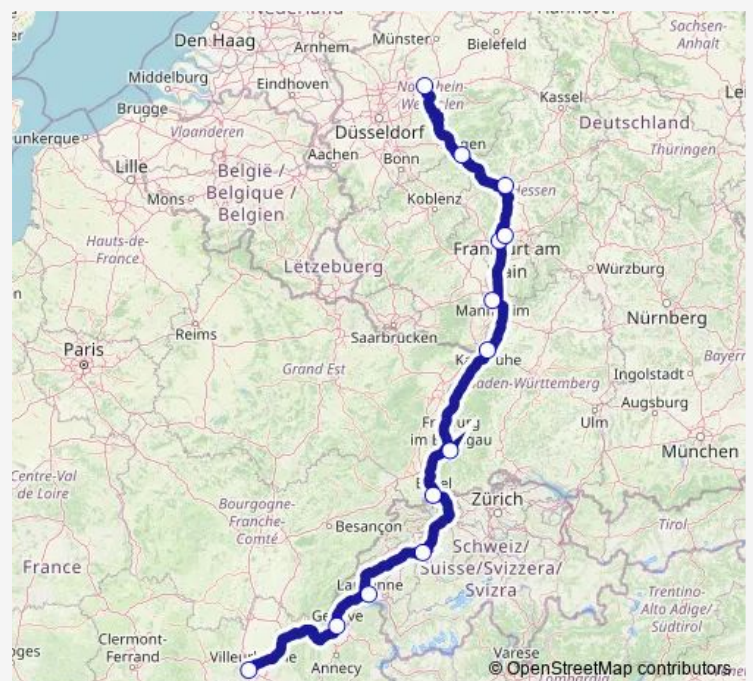 Den Haag
Arnhem
Münster
Bielefeld
Sachsen-
Anhalt
Middelburg
Eindhoven
Kassel
Brugge
Deutschland
unkerque
Vlaanderen
Düsseldorf
Thüringen
Aachen
Bonn
Lille
België /
Belgique /
Belgien
Mons
Koblenz
Hauts-de-
France
Frankfurt am
Lëtzebuerg
Würzburg
Nürnberg
Reims
Saarbrücken
Paris
Grand Est
Ingolstadt
Bayern
Augsburg
Ulm
München
Centre-Val
de Loire
Bourgogne-
Franche-
Comté
Zürich
Besançon
Tirol
Schweiz/
Suisse/Svizzera/
Svizra
France
Trentino-
Alto Adige/
Südtirol
Clermont-
Ferrand
Annecy
Varese
© OpenStreetMap contributors